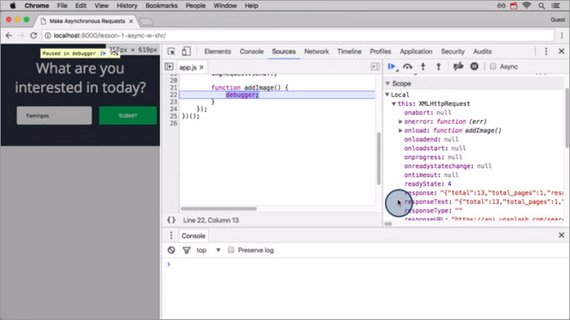 Chrome File Edit View History Bookmarks People Window Help
Make Asynchronous Requests
Guest
localhost:8000/lesson-1-async-w-xhr/
Paused in debugger
357px × 619px
What are you
interested in today?
flamingos
SUBMIT
Elements Console Sources Network Timeline Profiles Application Security Audits
app.js
Async
20
21 function addImage() {
22 debugger;
23 }
24 });
25 })();
26
Scope
Local
this: XMLHttpRequest
onabort: null
onerror: function (err)
onload: function addImage()
onloadend: null
onloadstart: null
onprogress: null
onreadystatechange: null
ontimeout: null
readyState: 4
response: "{"total":13,"total_pages":1,"resu
responseText: "{"total":13,"total_pages":1,"
responseType: ""
responseURL: "https://api.unsplash.com/searc
{} Line 22, Column 13
Console
top
Preserve log